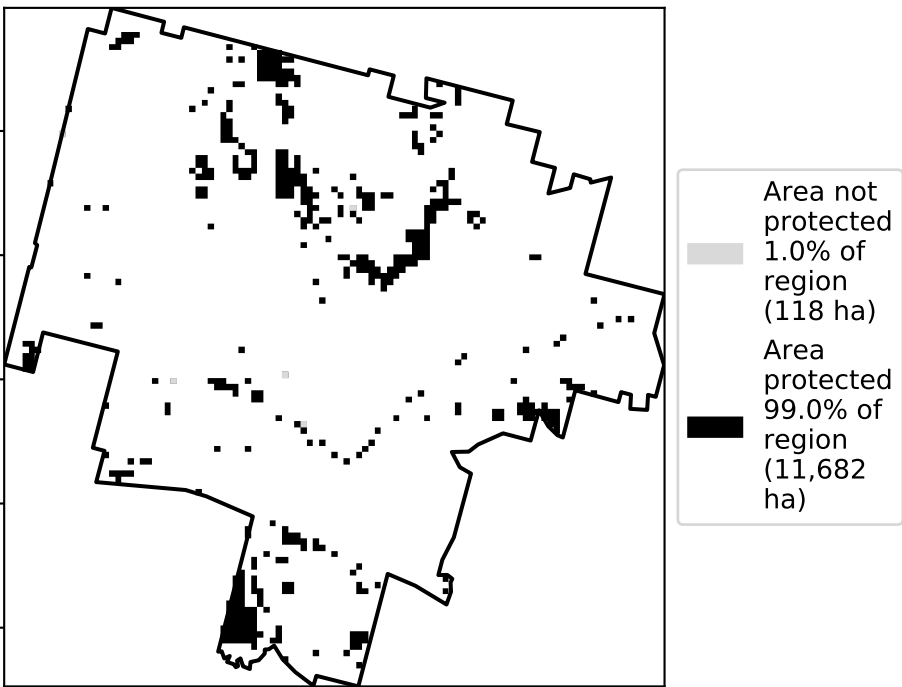 Area not
protected
1.0% of
region
(118 ha)
Area
protected
99.0% of
region
(11,682
ha)